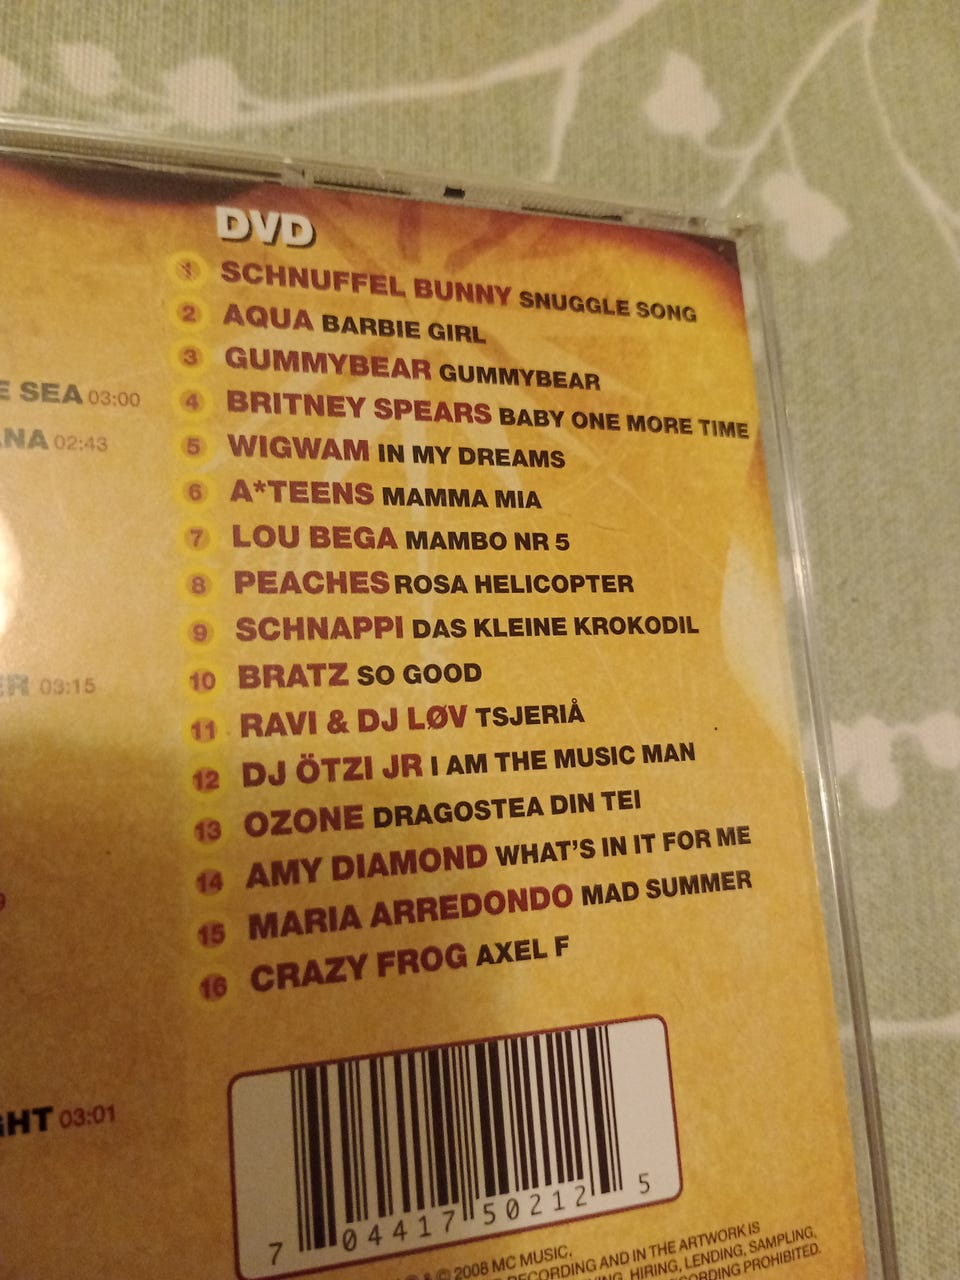 DVD
1 SCHNUFFEL BUNNY SNUGGLE SONG
2 AQUA BARBIE GIRL
3 GUMMYBEAR GUMMYBEAR
4 BRITNEY SPEARS BABY ONE MORE TIME
5 WIGWAM IN MY DREAMS
6 A*TEENS MAMMA MIA
7 LOU BEGA MAMBO NR 5
8 PEACHES ROSA HELICOPTER
9 SCHNAPPI DAS KLEINE KROKODIL
10 BRATZ SO GOOD
11 RAVI & DJ LØV TSJERIÅ
12 DJ ÖTZI JR I AM THE MUSIC MAN
13 OZONE DRAGOSTEA DIN TEI
14 AMY DIAMOND WHAT'S IN IT FOR ME
15 MARIA ARREDONDO MAD SUMMER
16 CRAZY FROG AXEL F
SEA 03:00
02:43
03:15
03:01
7 04417 50212 5
& © 2008 MC MUSIC.
RECORDING AND IN THE ARTWORK IS
HIRING, LENDING, SAMPLING,
RECORDING PROHIBITED.